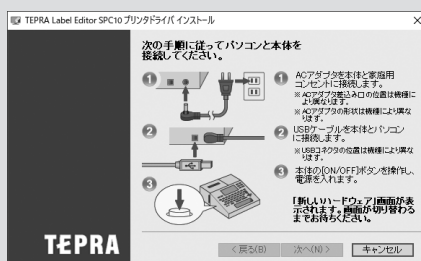 TEPRA Label Editor SPC10 プリンタドライバ インストール
次の手順に従ってパソコンと本体を
接続してください。
1
1 ACアダプタを本体と家庭用
コンセントに接続します。
※ ACアダプタ差込み口の位置は機種に
より異なります。
※ ACアダプタの形状は機種により異な
ります。
2
2 USBケーブルを本体とパソコン
に接続します。
※ USBコネクタの位置は機種により異な
ります。
3
3 本体の[ON/OFF]ボタンを操作し、
電源を入れます。
「新しいハードウェア」画面が表
示されます。画面が切り替わる
までお待ちください。
TEPRA
< 戻る(B)
次へ(N) >
キャンセル